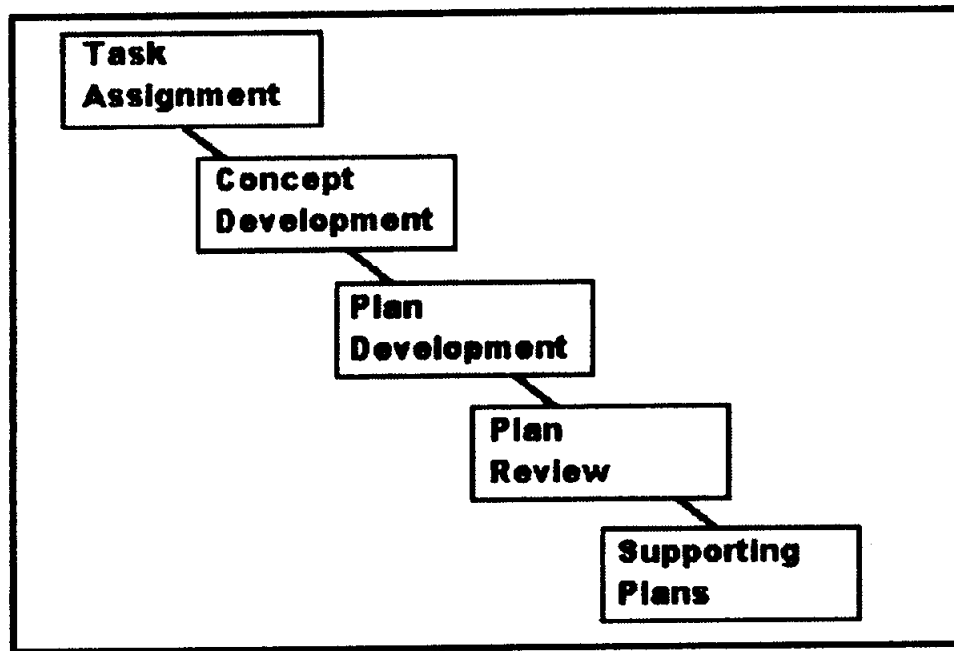 Task
Assignment
Concept
Development
Plan
Development
Plan
Review
Supporting
Plans